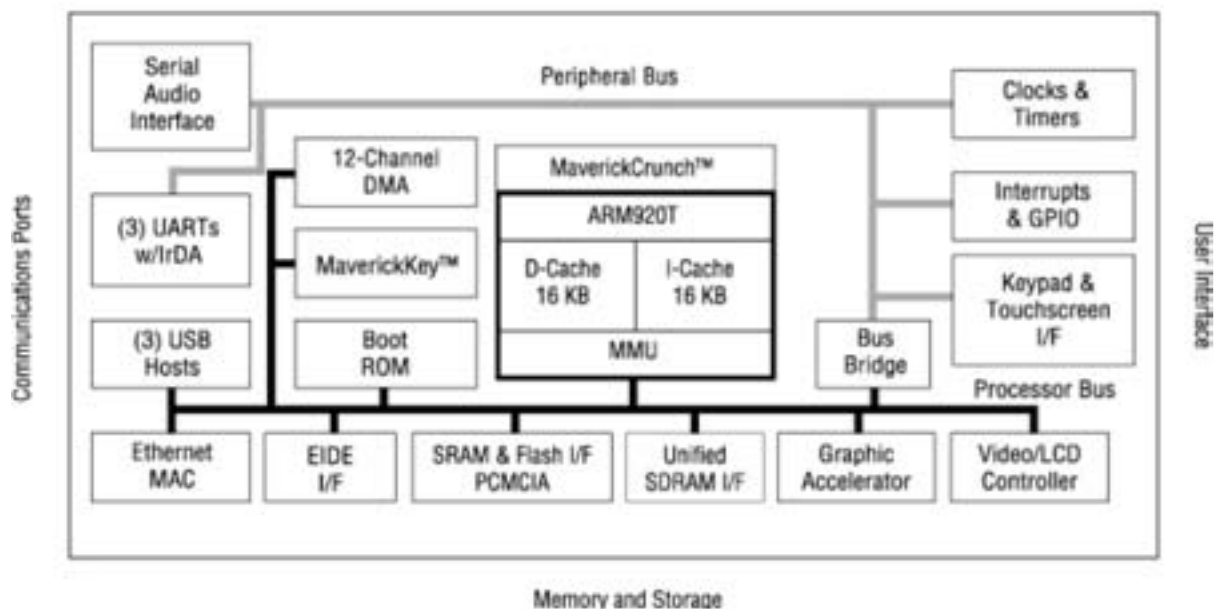 Serial
Audio
Interface
Peripheral Bus
Clocks &
Timers
12-Channel
DMA
MaverickCrunch™
ARM920T
D-Cache
16 KB
I-Cache
16 KB
MMU
(3) UARTs
w/IrDA
MaverickKey™
Interrupts
& GPIO
Keypad &
Touchscreen
I/F
(3) USB
Hosts
Boot
ROM
Bus
Bridge
Processor Bus
Ethernet
MAC
EIDE
I/F
SRAM & Flash I/F
PCMCIA
Unified
SDRAM I/F
Graphic
Accelerator
Video/LCD
Controller
Communications Ports
User Interface
Memory and Storage